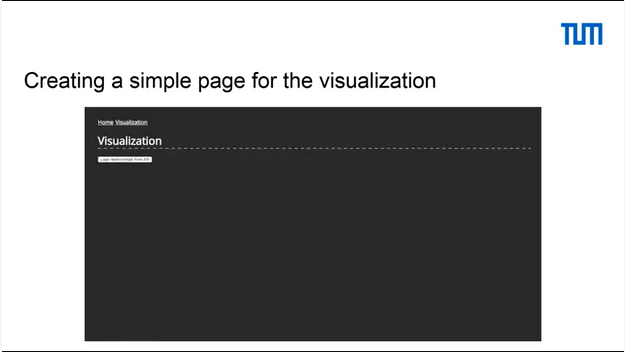 TUM
Creating a simple page for the visualization
Home Visualization
Visualization
Load relationships from API